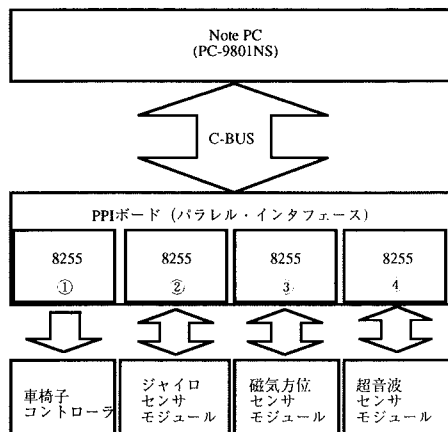 Note PC
(PC-9801NS)
C-BUS
PPIボード (パラレル・インタフェース)
8255
①
8255
②
8255
3
8255
4
車椅子
コントローラ
ジャイロ
センサ
モジュール
磁気方位
センサ
モジュール
超音波
センサ
モジュール